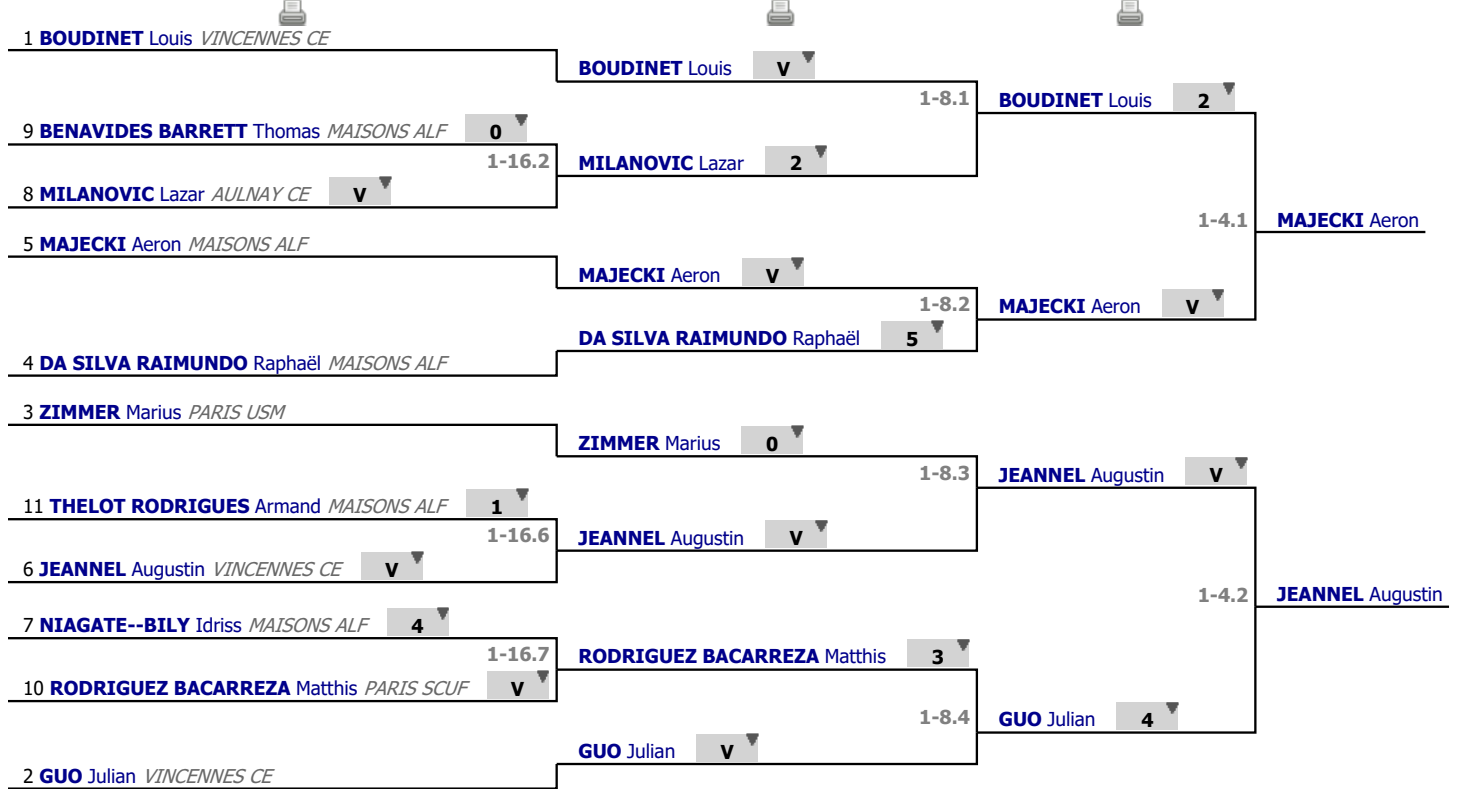 1 BOUDINET Louis VINCENNES CE
9 BENAVIDES BARRETT Thomas MAISONS ALF 0
1-16.2
8 MILANOVIC Lazar AULNAY CE V
5 MAJECKI Aeron MAISONS ALF
4 DA SILVA RAIMUNDO Raphaël MAISONS ALF
3 ZIMMER Marius PARIS USM
11 THELOT RODRIGUES Armand MAISONS ALF 1
1-16.6
6 JEANNEL Augustin VINCENNES CE V
7 NIAGATE--BILY Idriss MAISONS ALF 4
1-16.7
10 RODRIGUEZ BACARREZA Matthis PARIS SCUF V
2 GUO Julian VINCENNES CE
BOUDINET Louis V
1-8.1
MILANOVIC Lazar 2
MAJECKI Aeron V
1-8.2
DA SILVA RAIMUNDO Raphaël 5
ZIMMER Marius 0
1-8.3
JEANNEL Augustin V
RODRIGUEZ BACARREZA Matthis 3
1-8.4
GUO Julian V
BOUDINET Louis 2
1-4.1
MAJECKI Aeron V
JEANNEL Augustin V
1-4.2
GUO Julian 4
MAJECKI Aeron
JEANNEL Augustin